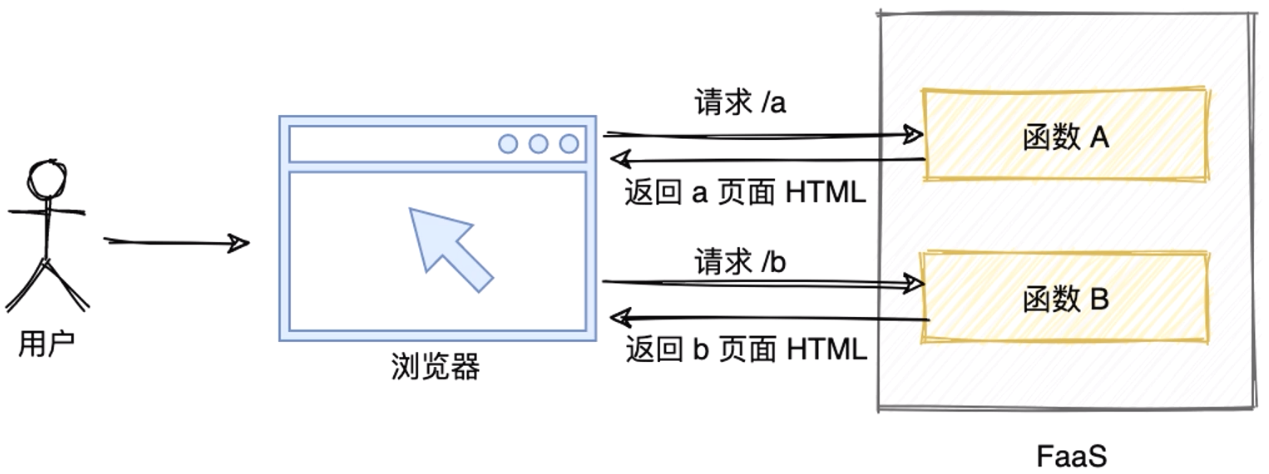 用户
浏览器
请求 /a
返回 a 页面 HTML
请求 /b
返回 b 页面 HTML
函数 A
函数 B
FaaS